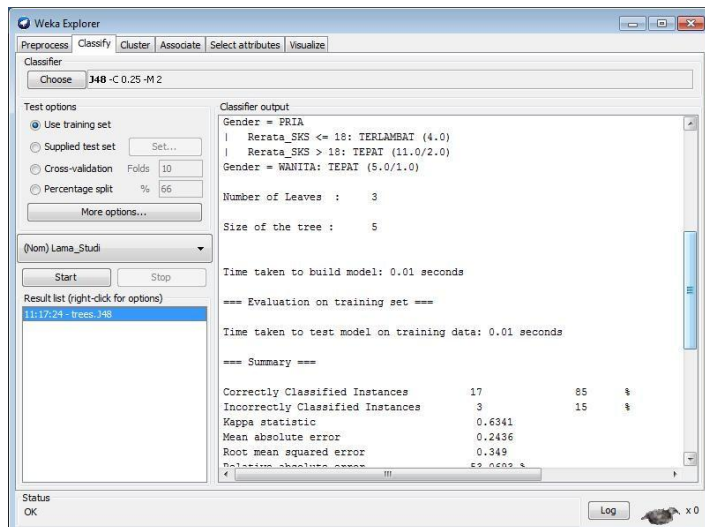 Weka Explorer
Preprocess Classify Cluster Associate Select attributes Visualize
Classifier
Choose J48 -C 0.25 -M 2
Test options
Use training set
Supplied test set Set...
Cross-validation Folds 10
Percentage split % 66
More options...
(Nom) Lama_Studi
Start Stop
Result list (right-click for options)
11:17:24 - trees.J48
Classifier output
Gender = PRIA
| Rerata_SKS <= 18: TERLAMBAT (4.0)
| Rerata_SKS > 18: TEPAT (11.0/2.0)
Gender = WANITA: TEPAT (5.0/1.0)
Number of Leaves : 3
Size of the tree : 5
Time taken to build model: 0.01 seconds
=== Evaluation on training set ===
Time taken to test model on training data: 0.01 seconds
=== Summary ===
Correctly Classified Instances 17 85 %
Incorrectly Classified Instances 3 15 %
Kappa statistic 0.6341
Mean absolute error 0.2436
Root mean squared error 0.349
Relative absolute error
Status
OK
Log x 0